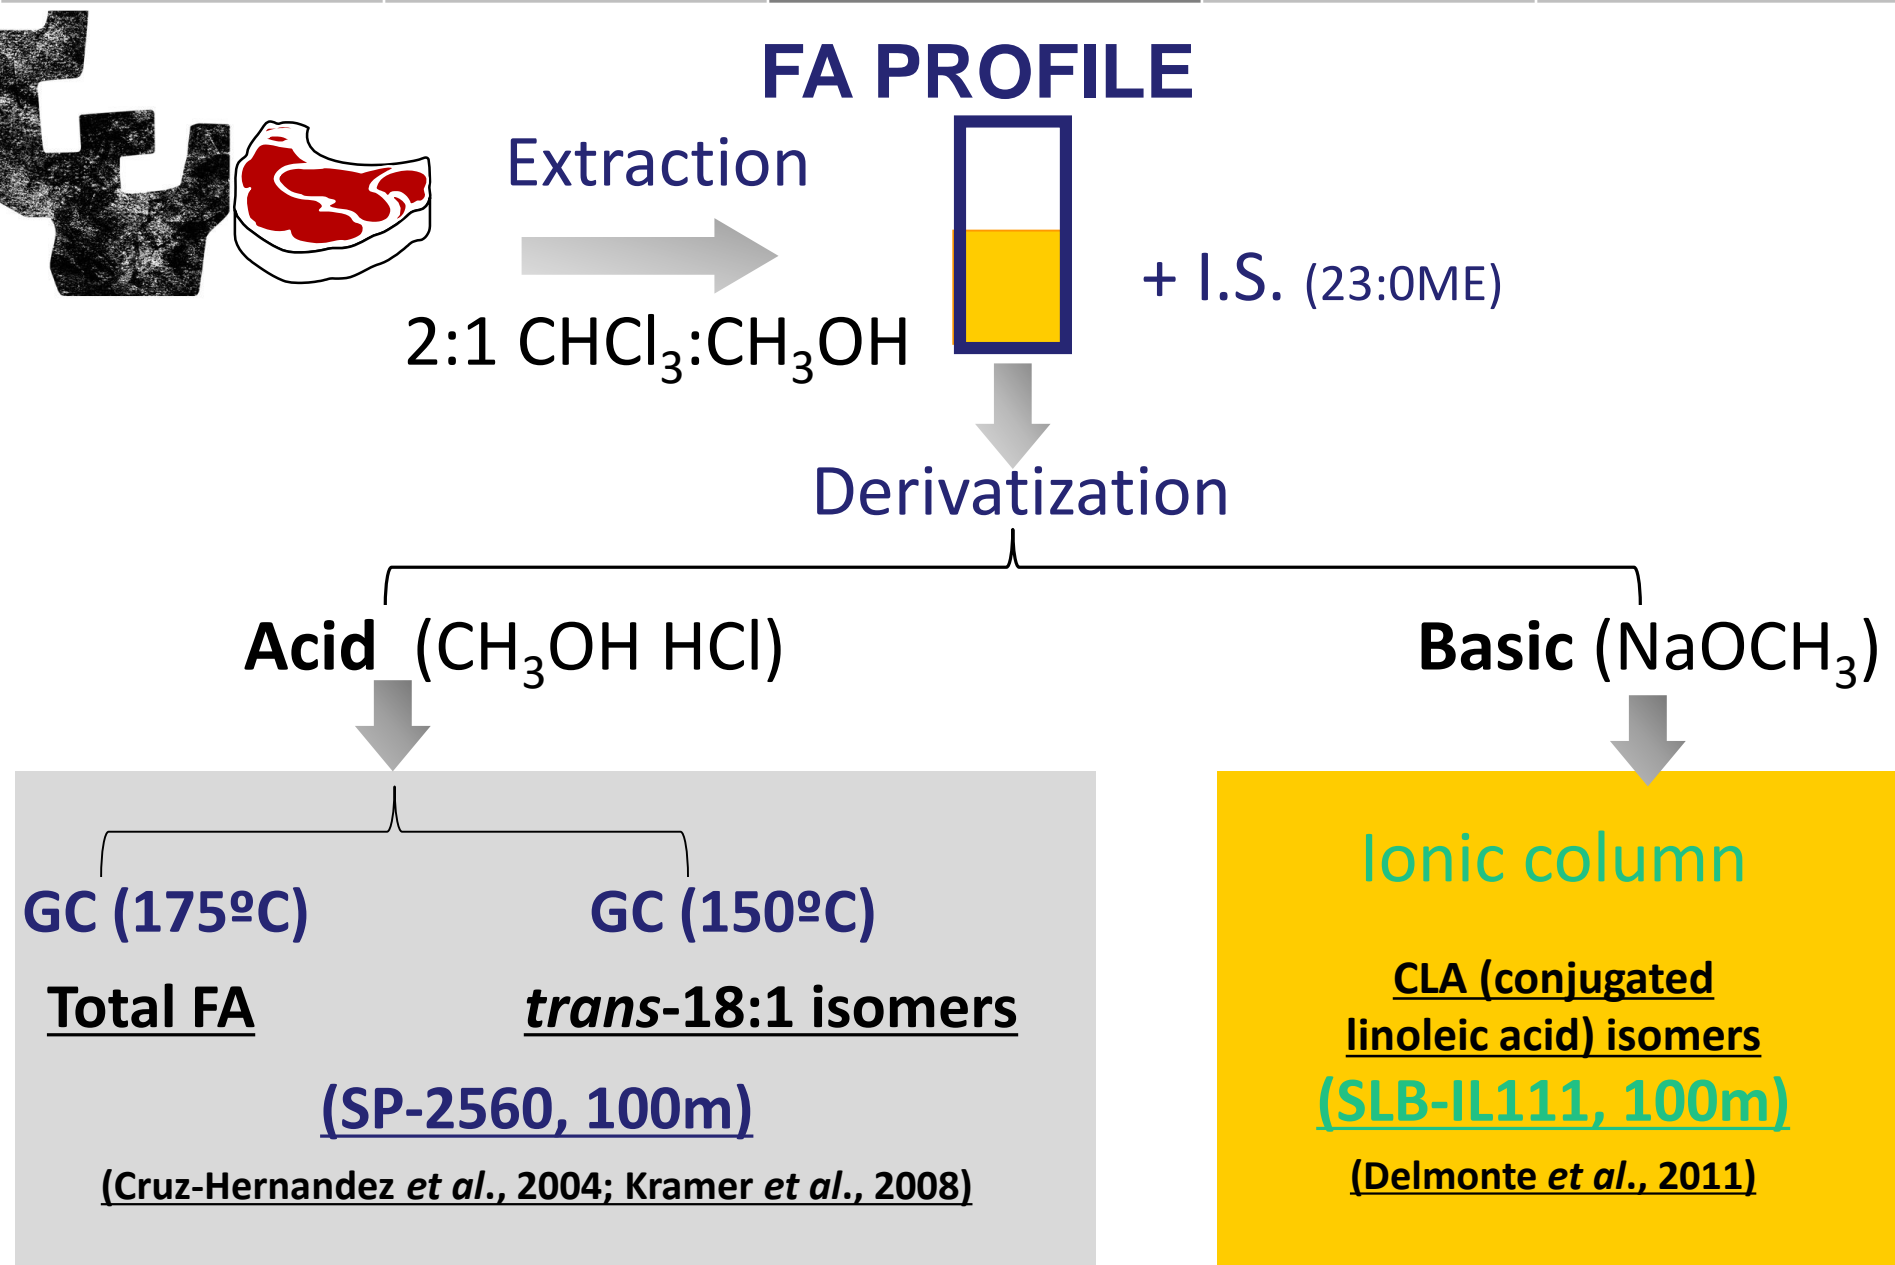 FA PROFILE
Extraction
+ I.S. (23:0ME)
2:1 CHCl₃:CH₃OH
Derivatization
Acid (CH₃OH HCl)
Basic (NaOCH₃)
GC (175ºC)
GC (150ºC)
Total FA
trans-18:1 isomers
(SP-2560, 100m)
(Cruz-Hernandez et al., 2004; Kramer et al., 2008)
Ionic column
CLA (conjugated
linoleic acid) isomers
(SLB-IL111, 100m)
(Delmonte et al., 2011)